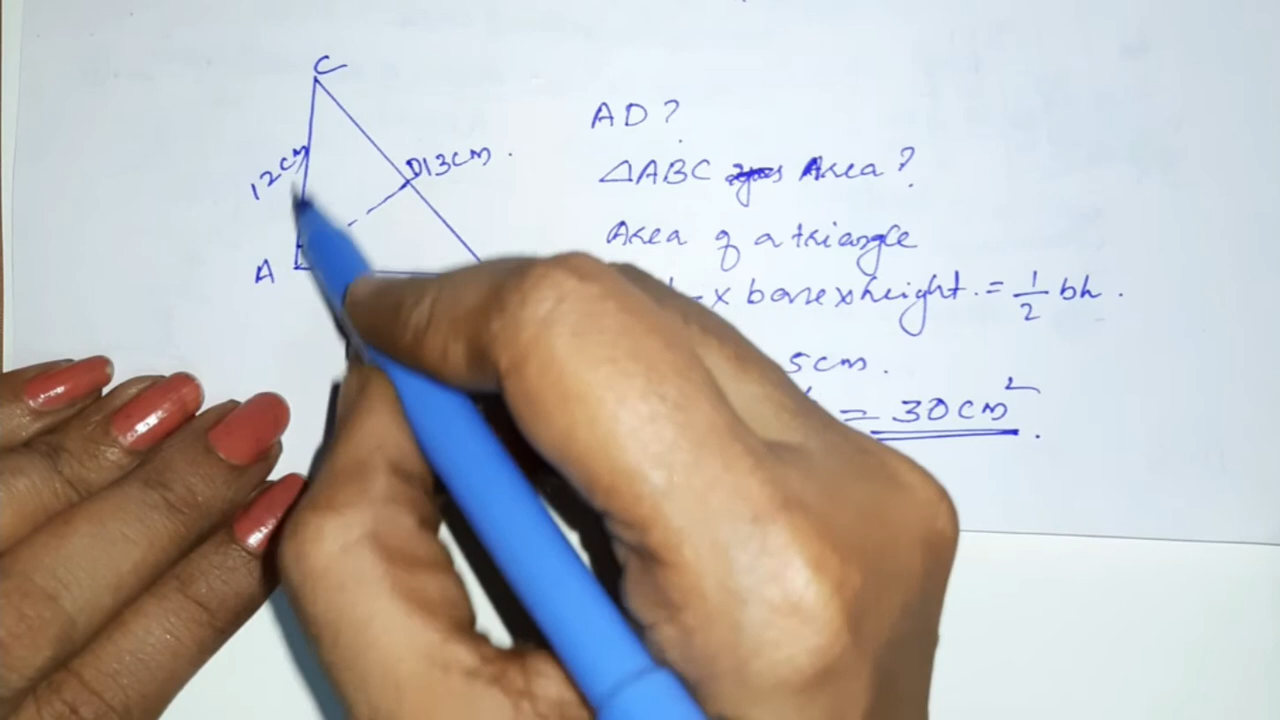 C
12cm
D13cm.
A
AD?
△ABC Area?
Area of a triangle
x base x height. = 1/2 bh.
5cm.
= 30cm².